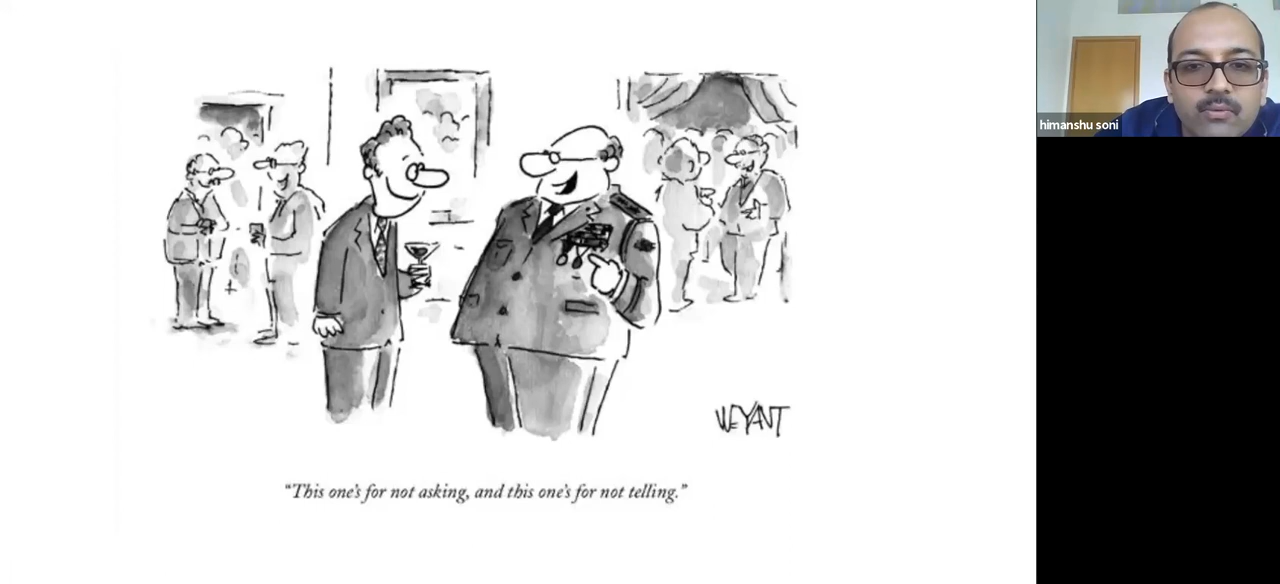 himanshu soni
WEYANT
“This one’s for not asking, and this one’s for not telling.”